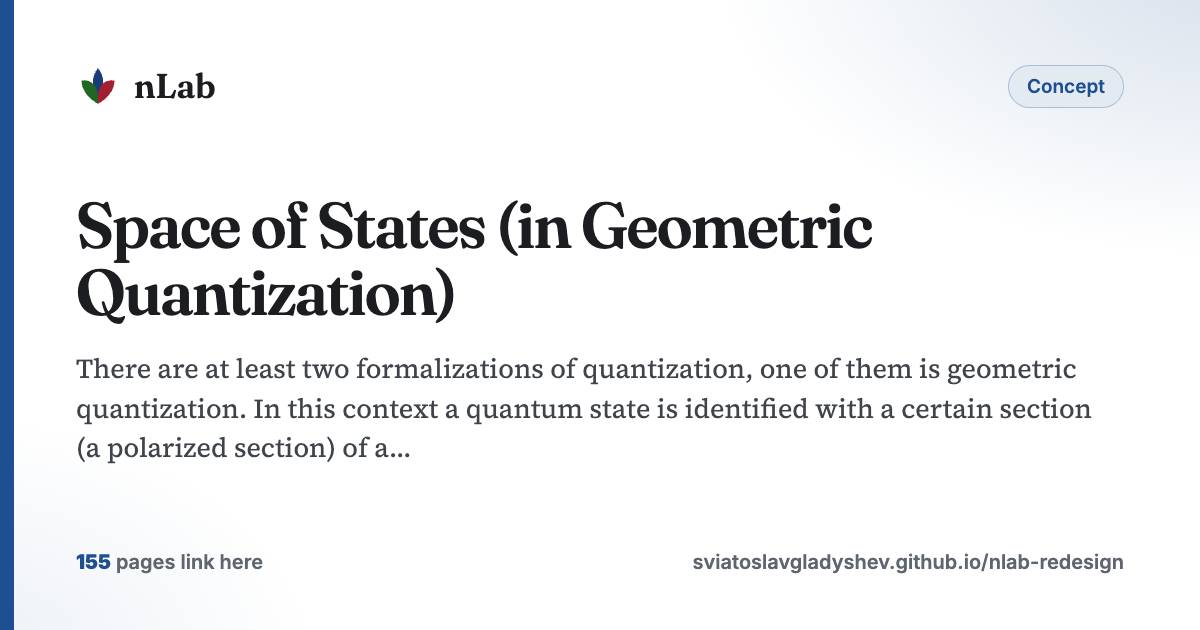 nLab
Concept
Space of States (in Geometric
Quantization)
There are at least two formalizations of quantization, one of them is geometric
quantization. In this context a quantum state is identified with a certain section
(a polarized section) of a...
155 pages link here
sviatoslavgladyshev.github.io/nlab-redesign